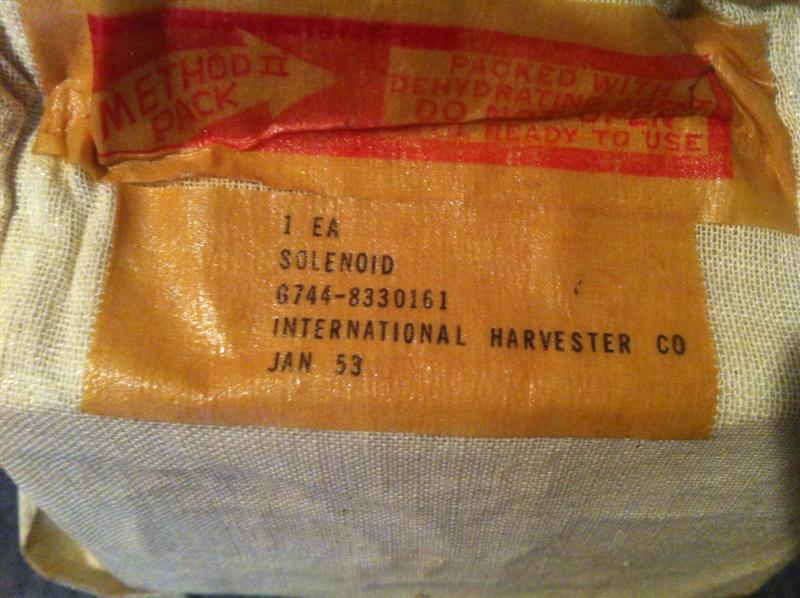 METHOD II
PACK
PACKED WITH
DEHYDRATING AGENT
DO NOT OPEN
READY TO USE
1 EA
SOLENOID
G744-8330161
INTERNATIONAL HARVESTER CO
JAN 53